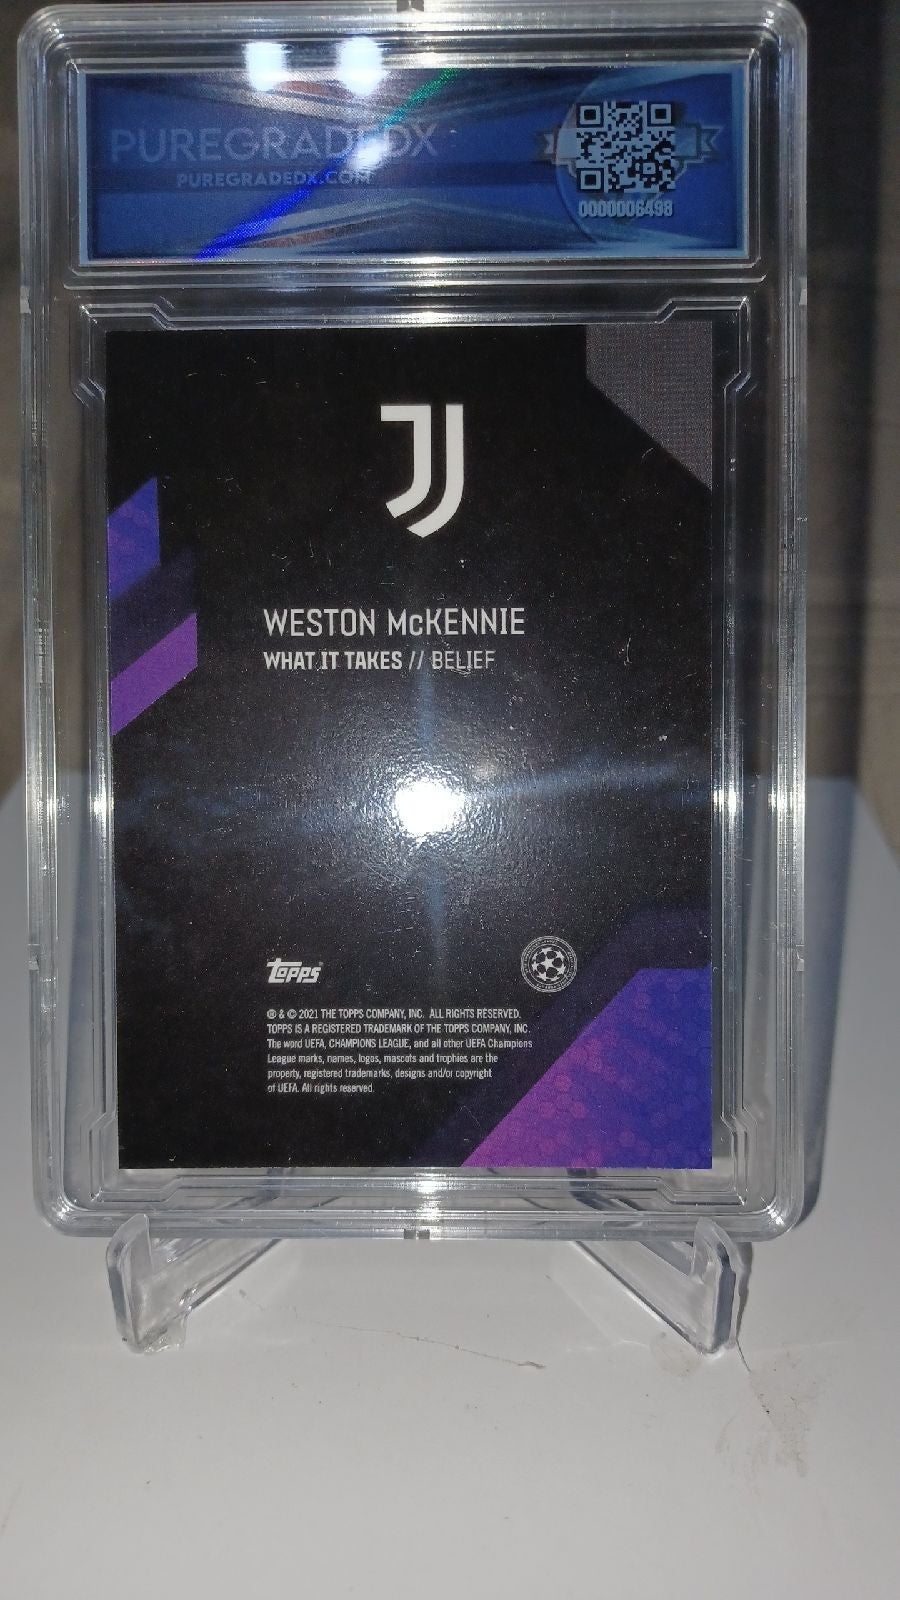 PUREGRADEDX
PUREGRADEDX.COM
0000006498
WESTON McKENNIE
WHAT IT TAKES // BELIEF
Topps
® & © 2021 THE TOPPS COMPANY, INC. ALL RIGHTS RESERVED.
TOPPS IS A REGISTERED TRADEMARK OF THE TOPPS COMPANY, INC.
The word UEFA, CHAMPIONS LEAGUE, and all other UEFA Champions
League marks, names, logos, mascots and trophies are the
property, registered trademarks, designs and/or copyright
of UEFA. All rights reserved.